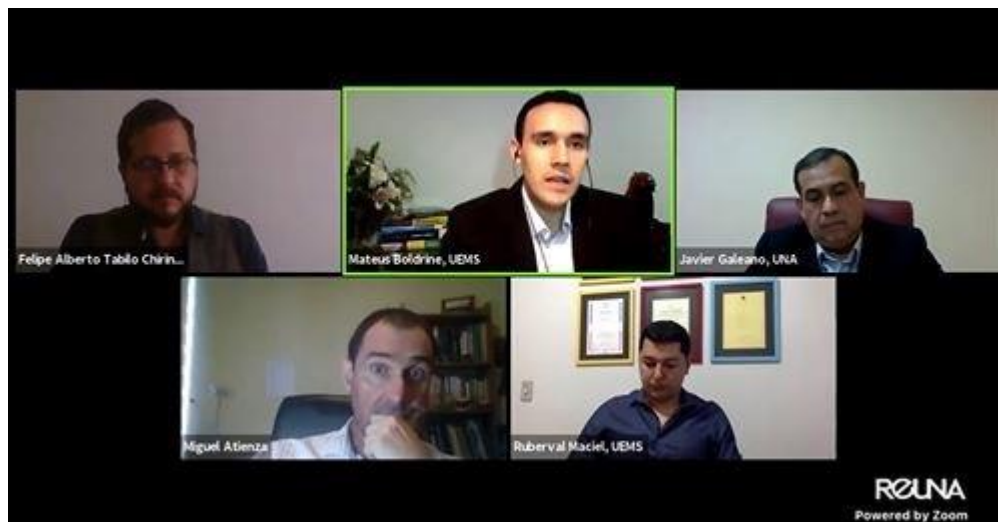 Felipe Alberto Tabilo Chirin...
Mateus Boldrine, UEMS
Javier Galeano, UNA
Miguel Atienza
Ruberval Maciel, UEMS
REUNA
Powered by Zoom